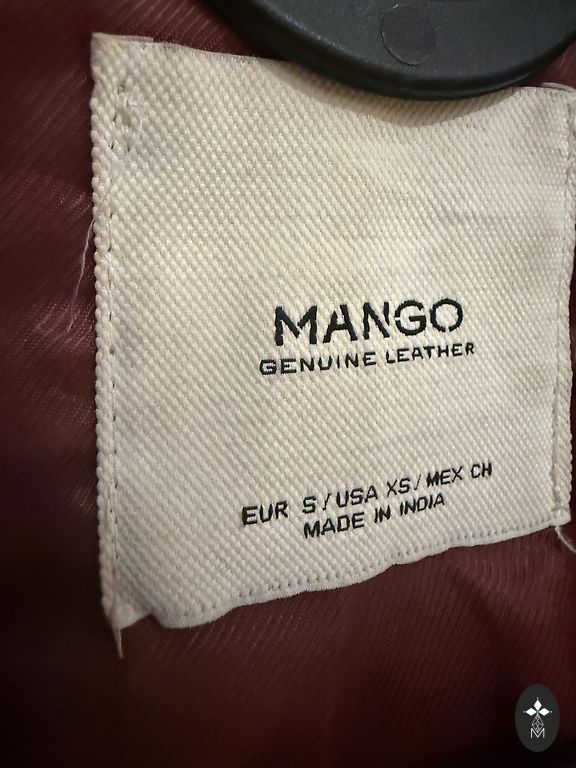 MANGO
GENUINE LEATHER
EUR S/USA XS/MEX CH
MADE IN INDIA